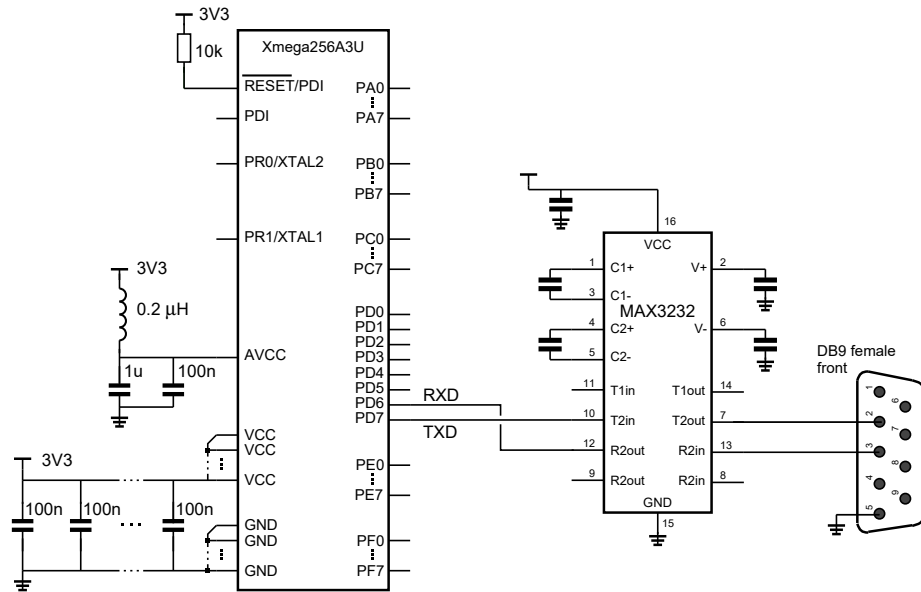 3V3
10k
Xmega256A3U
RESET/PDI
PDI
PR0/XTAL2
PR1/XTAL1
3V3
0.2 µH
AVCC
1u
100n
VCC
VCC
3V3
VCC
100n
100n
100n
GND
GND
GND
PA0
PA7
PB0
PB7
PC0
PC7
PD0
PD1
PD2
PD3
PD4
PD5
PD6
PD7
PE0
PE7
PF0
PF7
RXD
TXD
16
VCC
1
C1+
V+
2
3
C1-
MAX3232
4
C2+
V-
6
5
C2-
11
T1in
T1out
14
10
T2in
T2out
7
12
R2out
R2in
13
9
R2out
R2in
8
GND
15
DB9 female
front
1
6
2
7
3
8
4
9
5